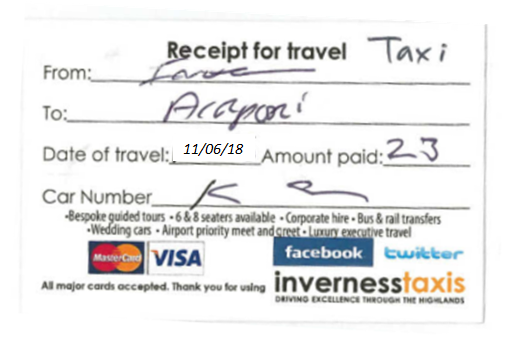 Receipt for travel Taxi
From:
To:
Date of travel: 11/06/18 Amount paid: 23
Car Number K
•Bespoke guided tours • 6 & 8 seaters available • Corporate hire • Bus & rail transfers
•Wedding cars • Airport priority meet and greet • Luxury executive travel
MasterCard VISA facebook twitter
All major cards accepted. Thank you for using invernesstaxis
DRIVING EXCELLENCE THROUGH THE HIGHLANDS